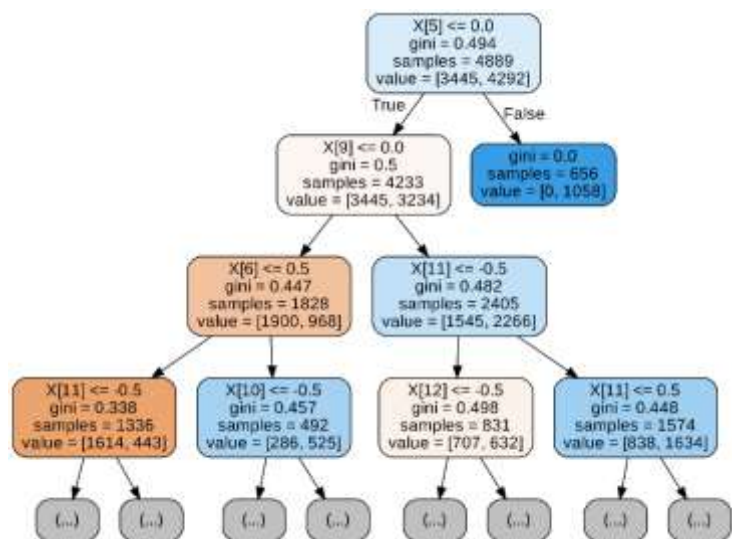 X[5] <= 0.0
gini = 0.494
samples = 4889
value = [3445, 4292]
True
False
X[9] <= 0.0
gini = 0.5
samples = 4233
value = [3445, 3234]
gini = 0.0
samples = 656
value = [0, 1058]
X[6] <= 0.5
gini = 0.447
samples = 1828
value = [1900, 968]
X[11] <= -0.5
gini = 0.482
samples = 2405
value = [1545, 2266]
X[11] <= -0.5
gini = 0.338
samples = 1336
value = [1614, 443]
X[10] <= -0.5
gini = 0.457
samples = 492
value = [286, 525]
X[12] <= -0.5
gini = 0.498
samples = 831
value = [707, 632]
X[11] <= 0.5
gini = 0.448
samples = 1574
value = [838, 1634]
(...)
(...)
(...)
(...)
(...)
(...)
(...)
(...)